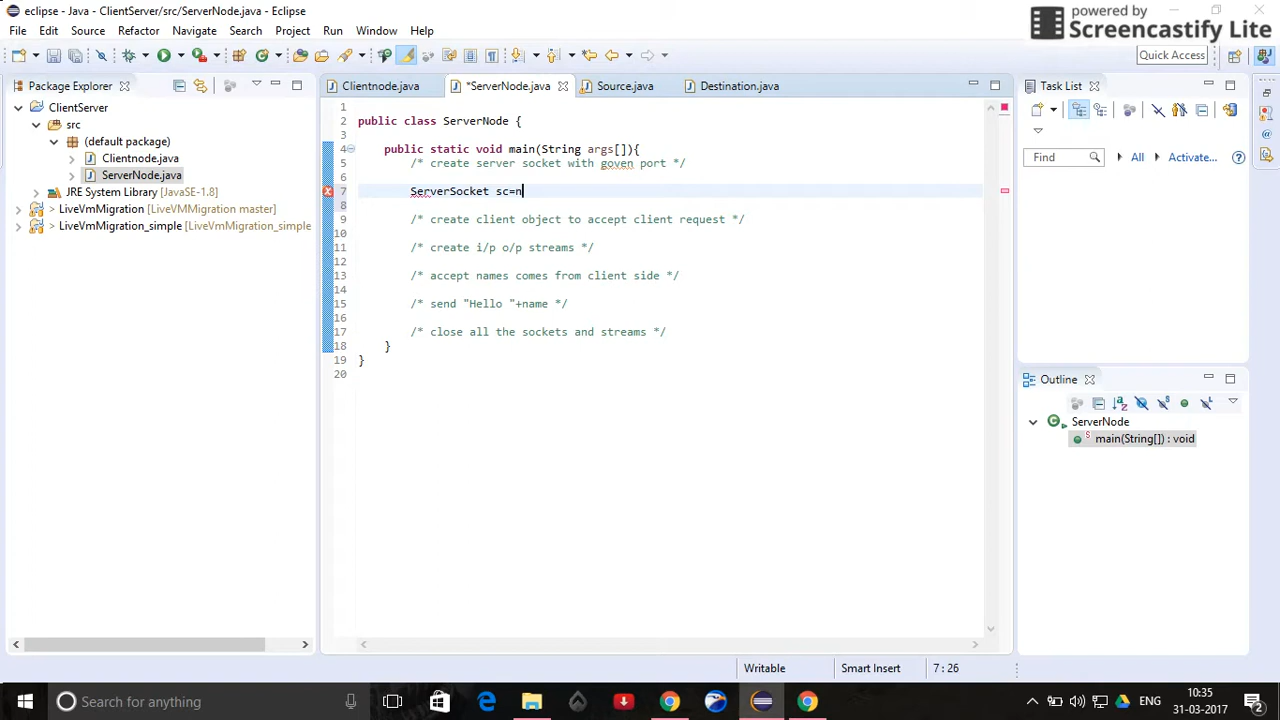 eclipse - Java - ClientServer/src/ServerNode.java - Eclipse
powered by
Screencastify Lite
File Edit Source Refactor Navigate Search Project Run Window Help
Quick Access
Package Explorer
Clientnode.java
*ServerNode.java
Source.java
Destination.java
Task List
ClientServer
src
(default package)
Clientnode.java
ServerNode.java
JRE System Library [JavaSE-1.8]
LiveVmMigration [LiveVMMigration master]
LiveVmMigration_simple [LiveVmMigration_simple
1
2 public class ServerNode {
3
4 public static void main(String args[]){
5 /* create server socket with goven port */
6
7 ServerSocket sc=n
8
9 /* create client object to accept client request */
10
11 /* create i/p o/p streams */
12
13 /* accept names comes from client side */
14
15 /* send "Hello "+name */
16
17 /* close all the sockets and streams */
18 }
19 }
20
Find All Activate...
Outline
ServerNode
main(String[]) : void
Writable Smart Insert 7 : 26
Search for anything
ENG
10:35
31-03-2017
2